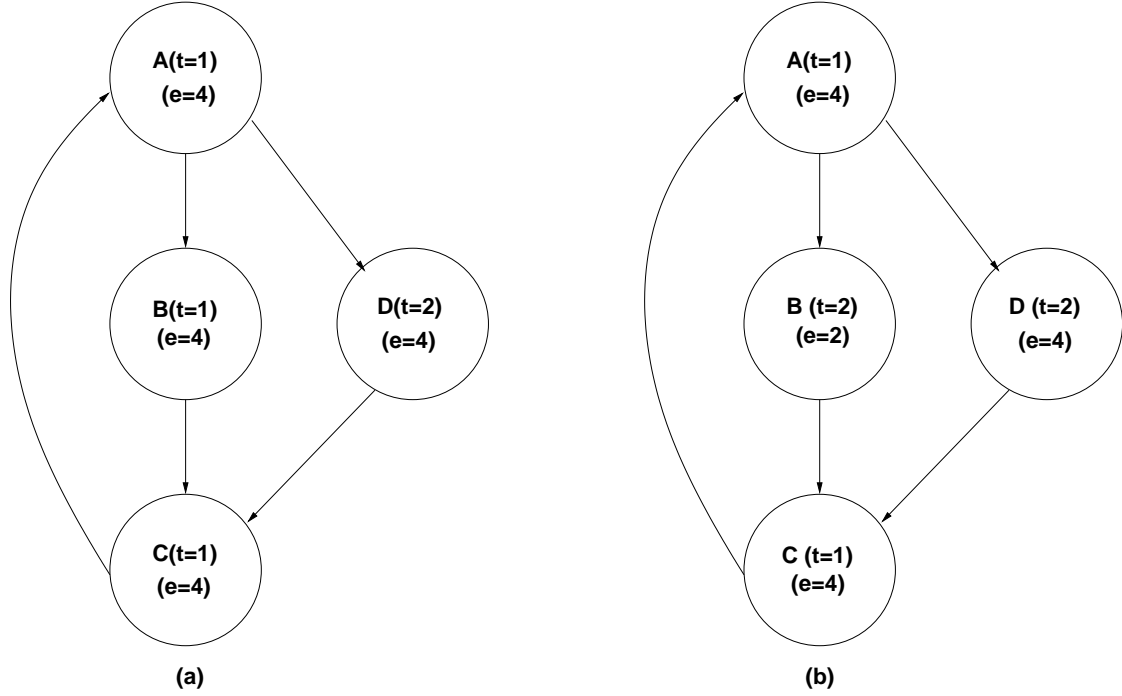 A(t=1)
(e=4)
B(t=1)
(e=4)
D(t=2)
(e=4)
C(t=1)
(e=4)
(a)
A(t=1)
(e=4)
B (t=2)
(e=2)
D (t=2)
(e=4)
C (t=1)
(e=4)
(b)